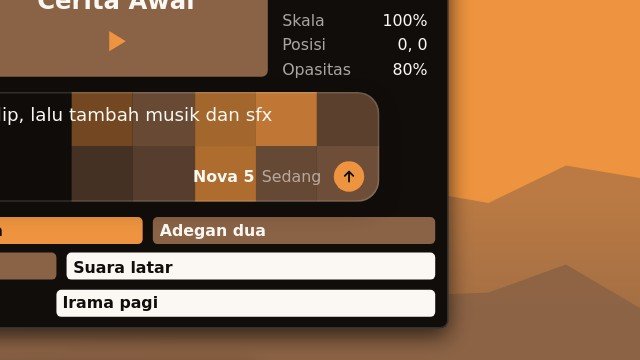 Cerita Awal
Skala 100%
Posisi 0, 0
Opasitas 80%
lip, lalu tambah musik dan sfx
Nova 5 Sedang
Adegan dua
Suara latar
Irama pagi